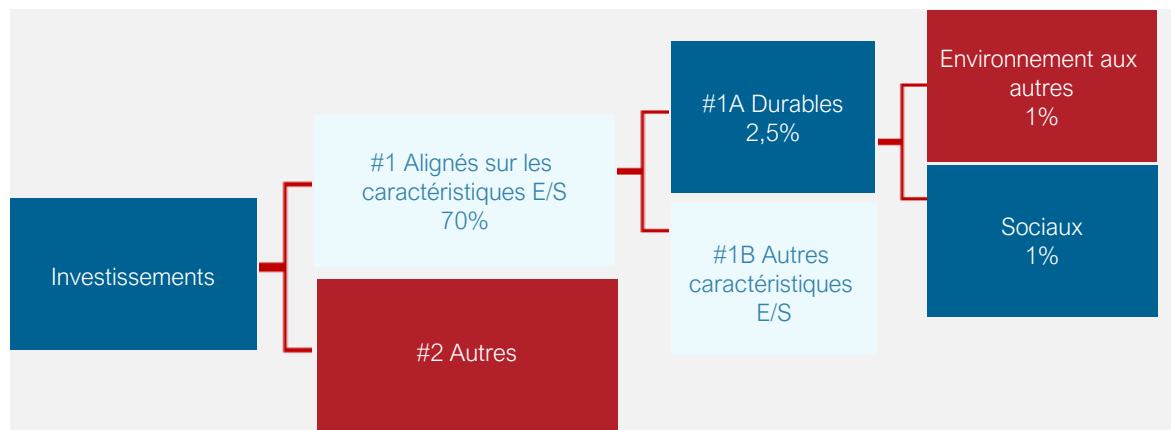 Investissements
#1 Alignés sur les
caractéristiques E/S
70%
#2 Autres
#1A Durables
2,5%
#1B Autres
caractéristiques
E/S
Environnement aux
autres
1%
Sociaux
1%